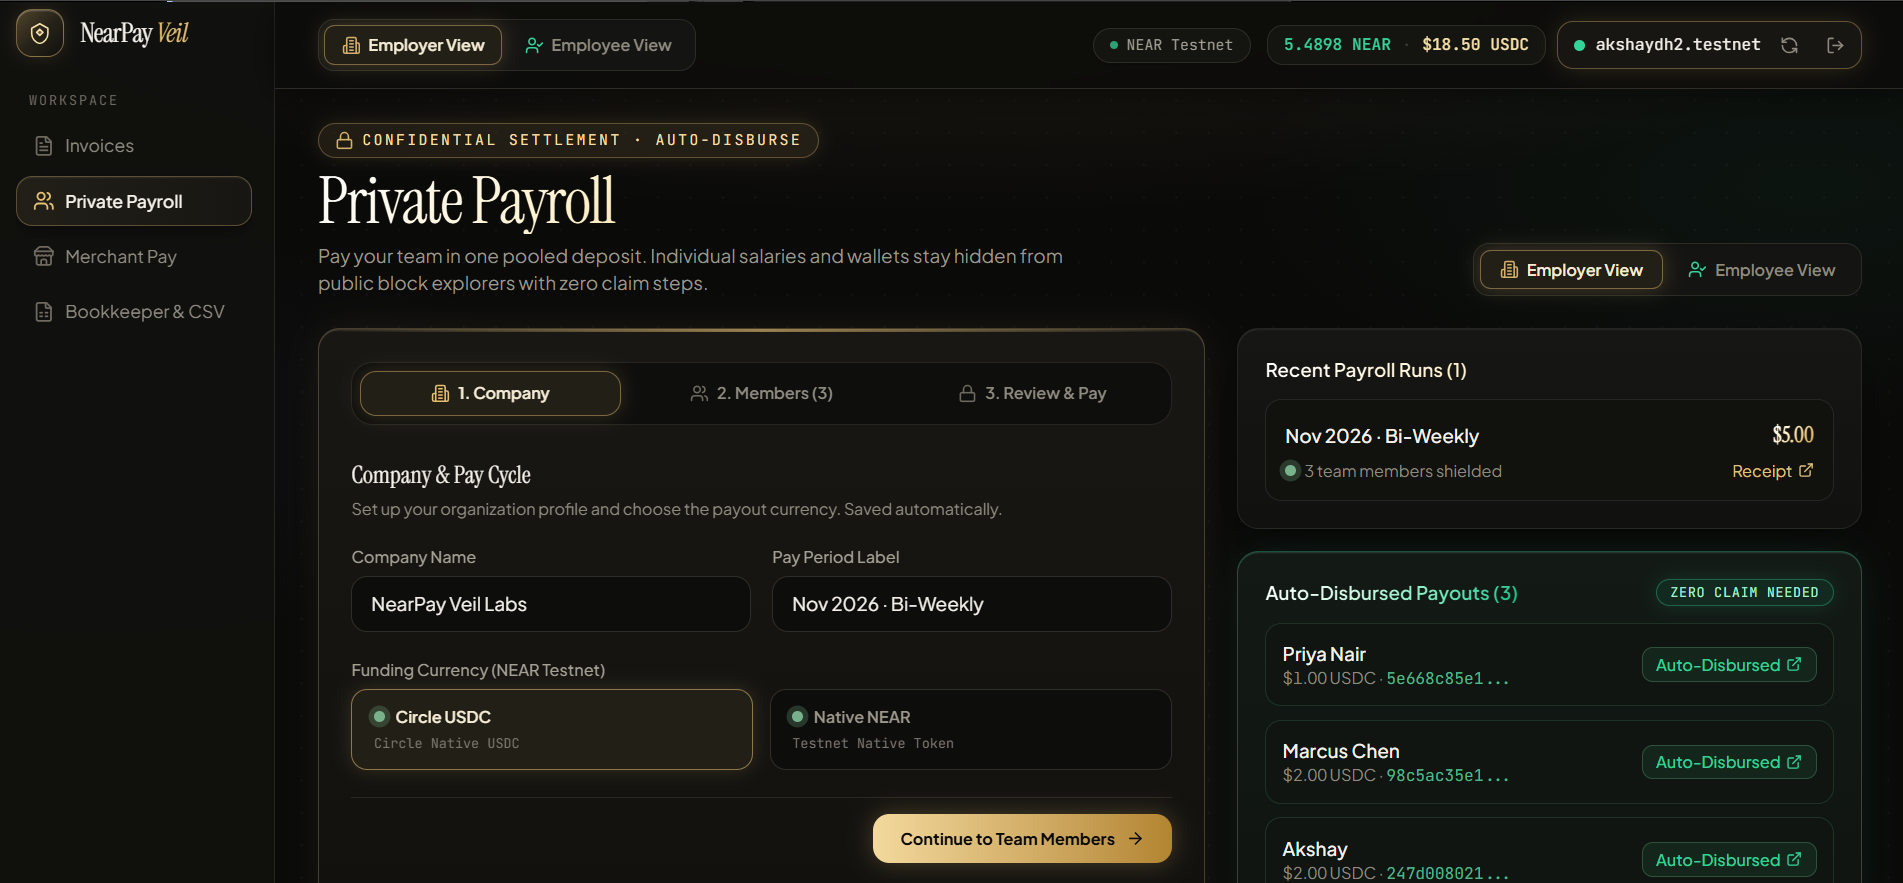 NearPay Veil
Employer View
Employee View
NEAR Testnet
5.4898 NEAR · $18.50 USDC
akshaydh2.testnet
WORKSPACE
Invoices
Private Payroll
Merchant Pay
Bookkeeper & CSV
CONFIDENTIAL SETTLEMENT · AUTO-DISBURSE
Private Payroll
Pay your team in one pooled deposit. Individual salaries and wallets stay hidden from
public block explorers with zero claim steps.
Employer View
Employee View
1. Company
2. Members (3)
3. Review & Pay
Company & Pay Cycle
Set up your organization profile and choose the payout currency. Saved automatically.
Company Name
Pay Period Label
NearPay Veil Labs
Nov 2026 · Bi-Weekly
Funding Currency (NEAR Testnet)
Circle USDC
Circle Native USDC
Native NEAR
Testnet Native Token
Continue to Team Members →
Recent Payroll Runs (1)
Nov 2026 · Bi-Weekly
$5.00
3 team members shielded
Receipt
Auto-Disbursed Payouts (3)
ZERO CLAIM NEEDED
Priya Nair
$1.00 USDC · 5e668c85e1...
Auto-Disbursed
Marcus Chen
$2.00 USDC · 98c5ac35e1...
Auto-Disbursed
Akshay
$2.00 USDC · 247d008021...
Auto-Disbursed